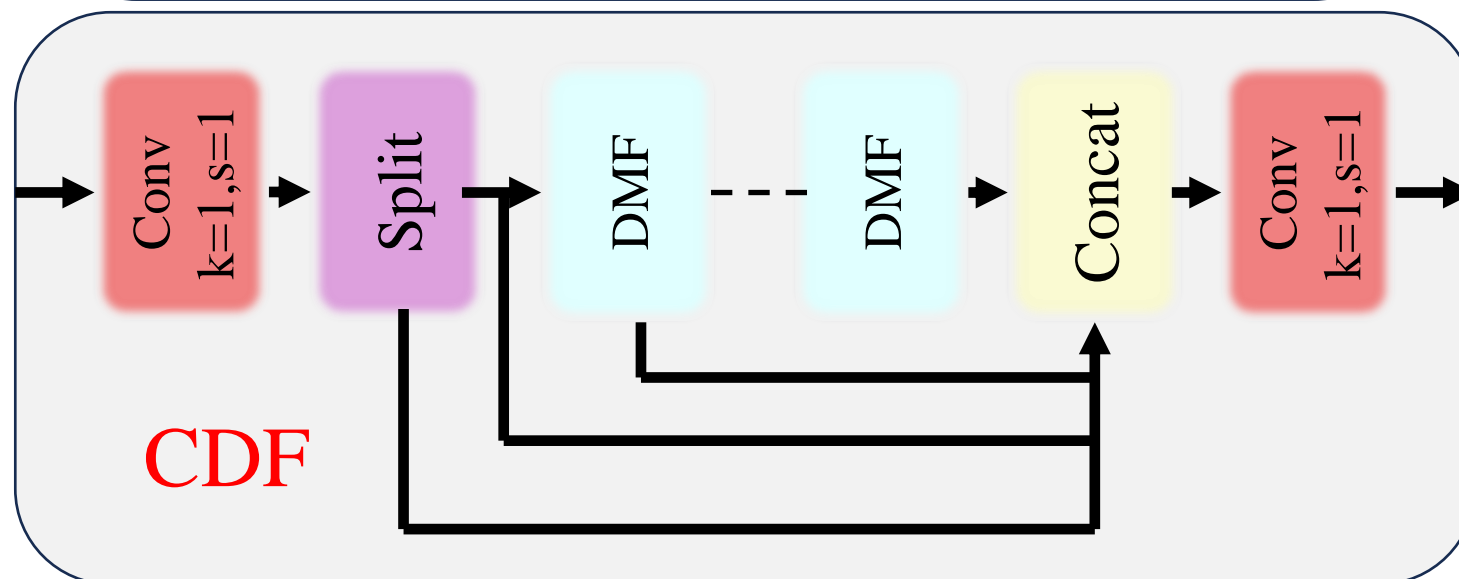 Conv
k=1,s=1
Split
DMF
DMF
Concat
Conv
k=1,s=1
CDF